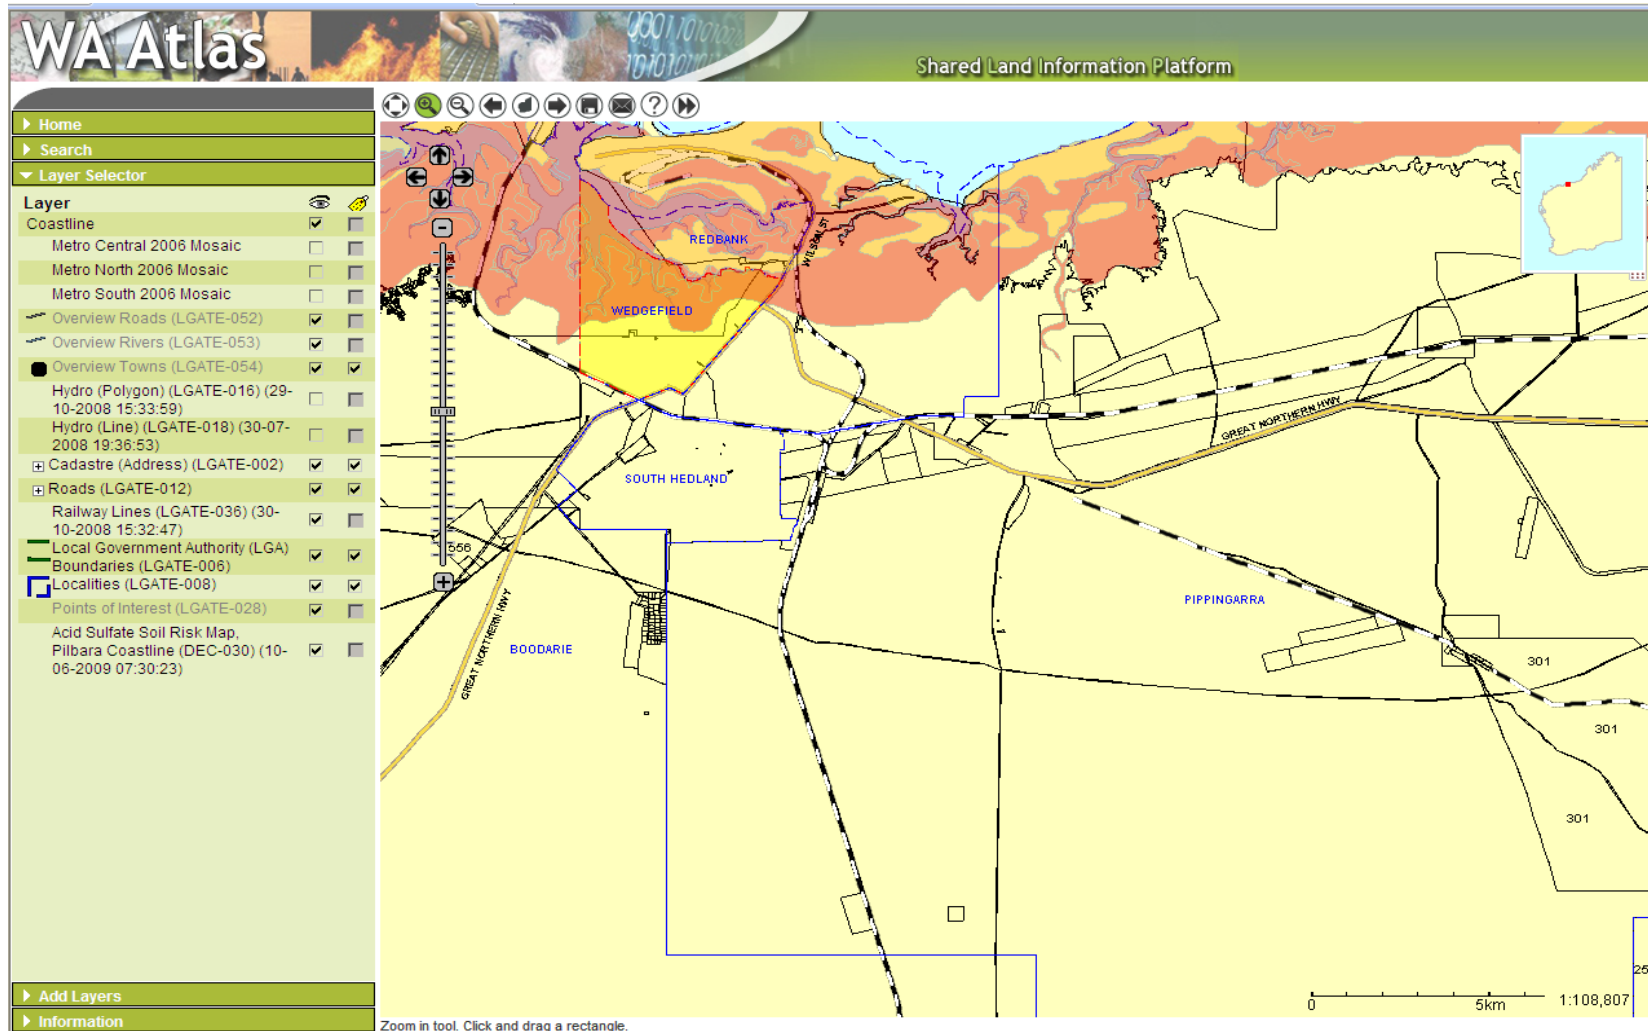 WA Atlas
Shared Land Information Platform
Home
Search
Layer Selector
Layer
Coastline
Metro Central 2006 Mosaic
Metro North 2006 Mosaic
Metro South 2006 Mosaic
Overview Roads (LGATE-052)
Overview Rivers (LGATE-053)
Overview Towns (LGATE-054)
Hydro (Polygon) (LGATE-016) (29-
10-2008 15:33:59)
Hydro (Line) (LGATE-018) (30-07-
2008 19:36:53)
Cadastre (Address) (LGATE-002)
Roads (LGATE-012)
Railway Lines (LGATE-036) (30-
10-2008 15:32:47)
Local Government Authority (LGA)
Boundaries (LGATE-006)
Localities (LGATE-008)
Points of Interest (LGATE-028)
Acid Sulfate Soil Risk Map,
Pilbara Coastline (DEC-030) (10-
06-2009 07:30:23)
Add Layers
Information
REDBANK
WILSON ST
WEDGEFIELD
GREAT NORTHERN HWY
SOUTH HEDLAND
556
GREAT NORTHERN HWY
BOODARIE
PIPPINGARRA
301
301
301
25
0
5km
1:108,807
Zoom in tool. Click and drag a rectangle.